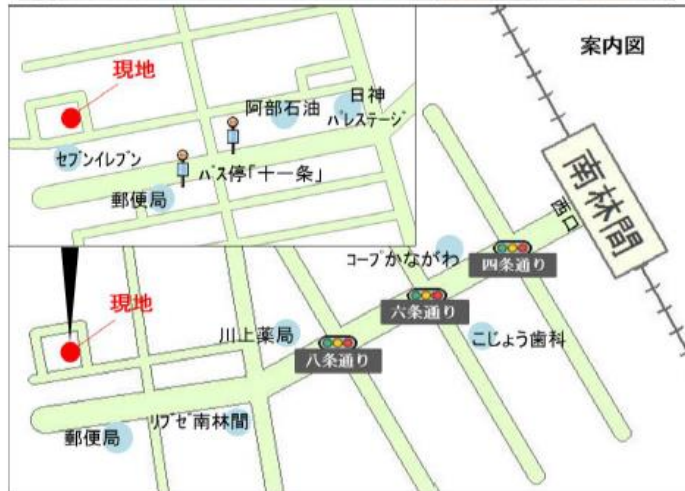 案内図
現地
日神
パレステージ
阿部石油
セブンイレブン
バス停「十一条」
郵便局
南林間
西口
コープかながわ
四条通り
六条通り
こじょう歯科
八条通り
川上薬局
現地
リブゼ南林間
郵便局